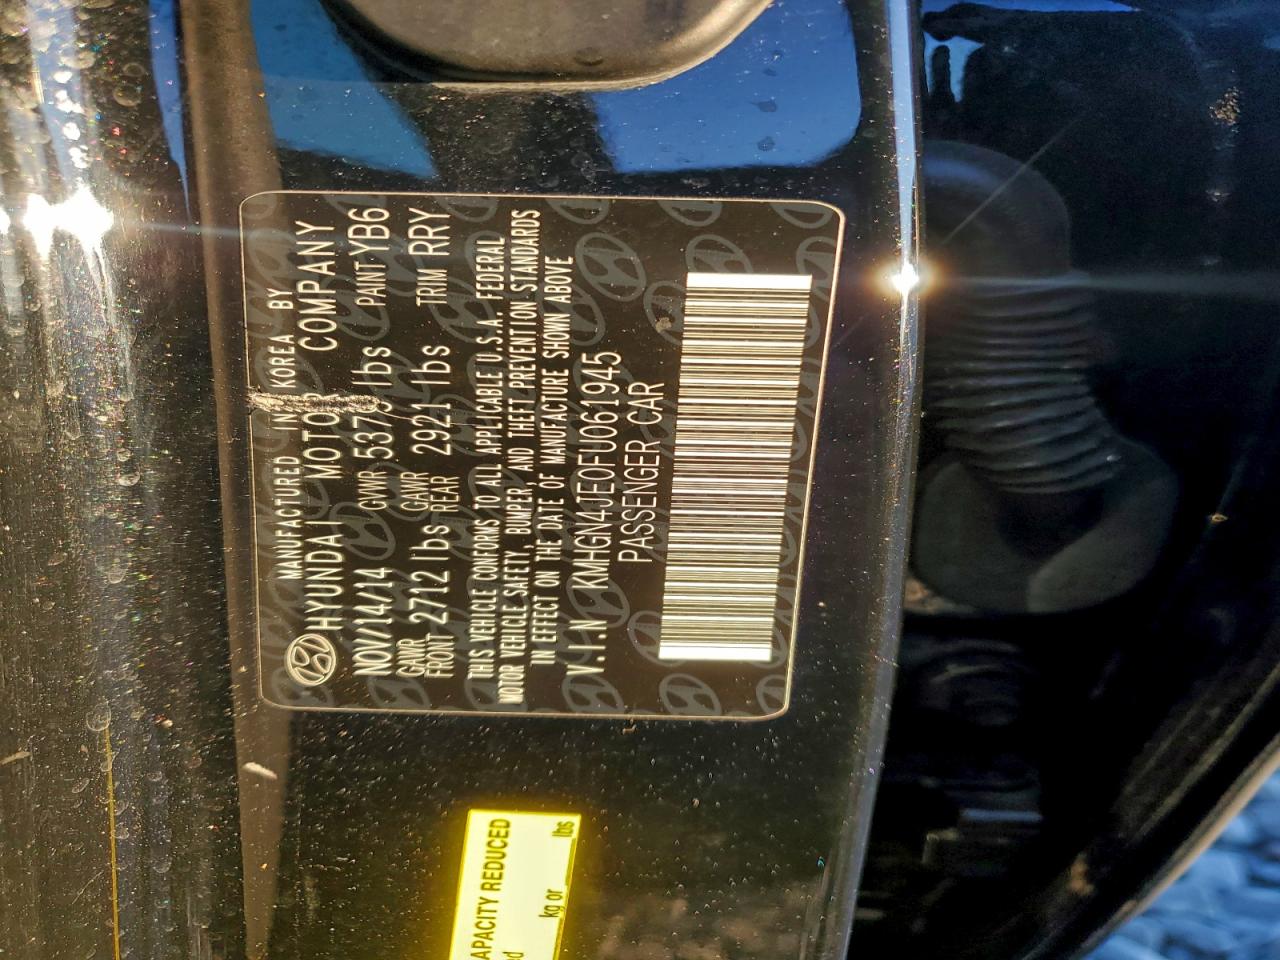 MANUFACTURED IN KOREA BY
HYUNDAI MOTOR COMPANY
NOV/14/14 GVWR 5379 lbs PAINT YB6
GAWR FRONT 2712 lbs GAWR REAR 2921 lbs TRIM RRY
THIS VEHICLE CONFORMS TO ALL APPLICABLE U.S.A. FEDERAL
MOTOR VEHICLE SAFETY, BUMPER AND THEFT PREVENTION STANDARDS
IN EFFECT ON THE DATE OF MANUFACTURE SHOWN ABOVE
V.I.N KMHGN4JE0FU061945
PASSENGER CAR
APACITY REDUCED
kg or lbs